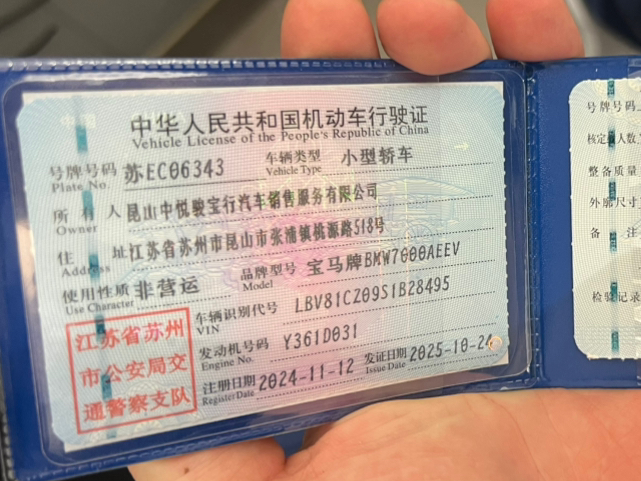 中华人民共和国机动车行驶证
Vehicle License of the People's Republic of China
号牌号码 苏EC06343 车辆类型 小型轿车
Plate No. Vehicle Type
所有人 昆山中悦骏宝行汽车销售服务有限公司
Owner
住址 江苏省苏州市昆山市张浦镇桃源路518号
Address
使用性质 非营运 品牌型号 宝马牌BMW7000AEEV
Use Character Model
车辆识别代号 LBV81CZ09S1B28495
VIN
发动机号码 Y361D031
Engine No.
注册日期 2024-11-12 发证日期 2025-10-24
Register Date Issue Date
江苏省苏州
市公安局交
通警察支队
号牌号码
核定 人数
整备质量
外廓尺寸
备注
检验记录